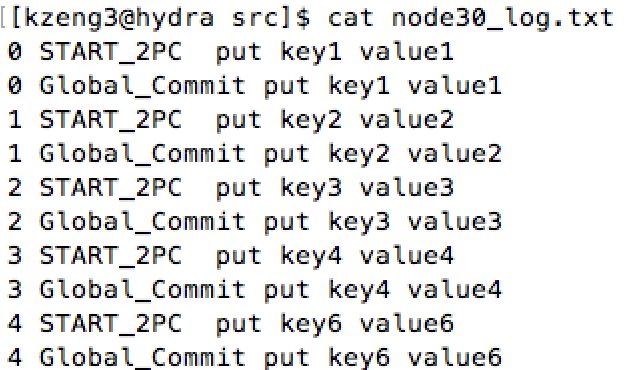 [[kzeng3@hydra src]$ cat node30_log.txt
0 START_2PC  put key1 value1
0 Global_Commit put key1 value1
1 START_2PC  put key2 value2
1 Global_Commit put key2 value2
2 START_2PC  put key3 value3
2 Global_Commit put key3 value3
3 START_2PC  put key4 value4
3 Global_Commit put key4 value4
4 START_2PC  put key6 value6
4 Global_Commit put key6 value6